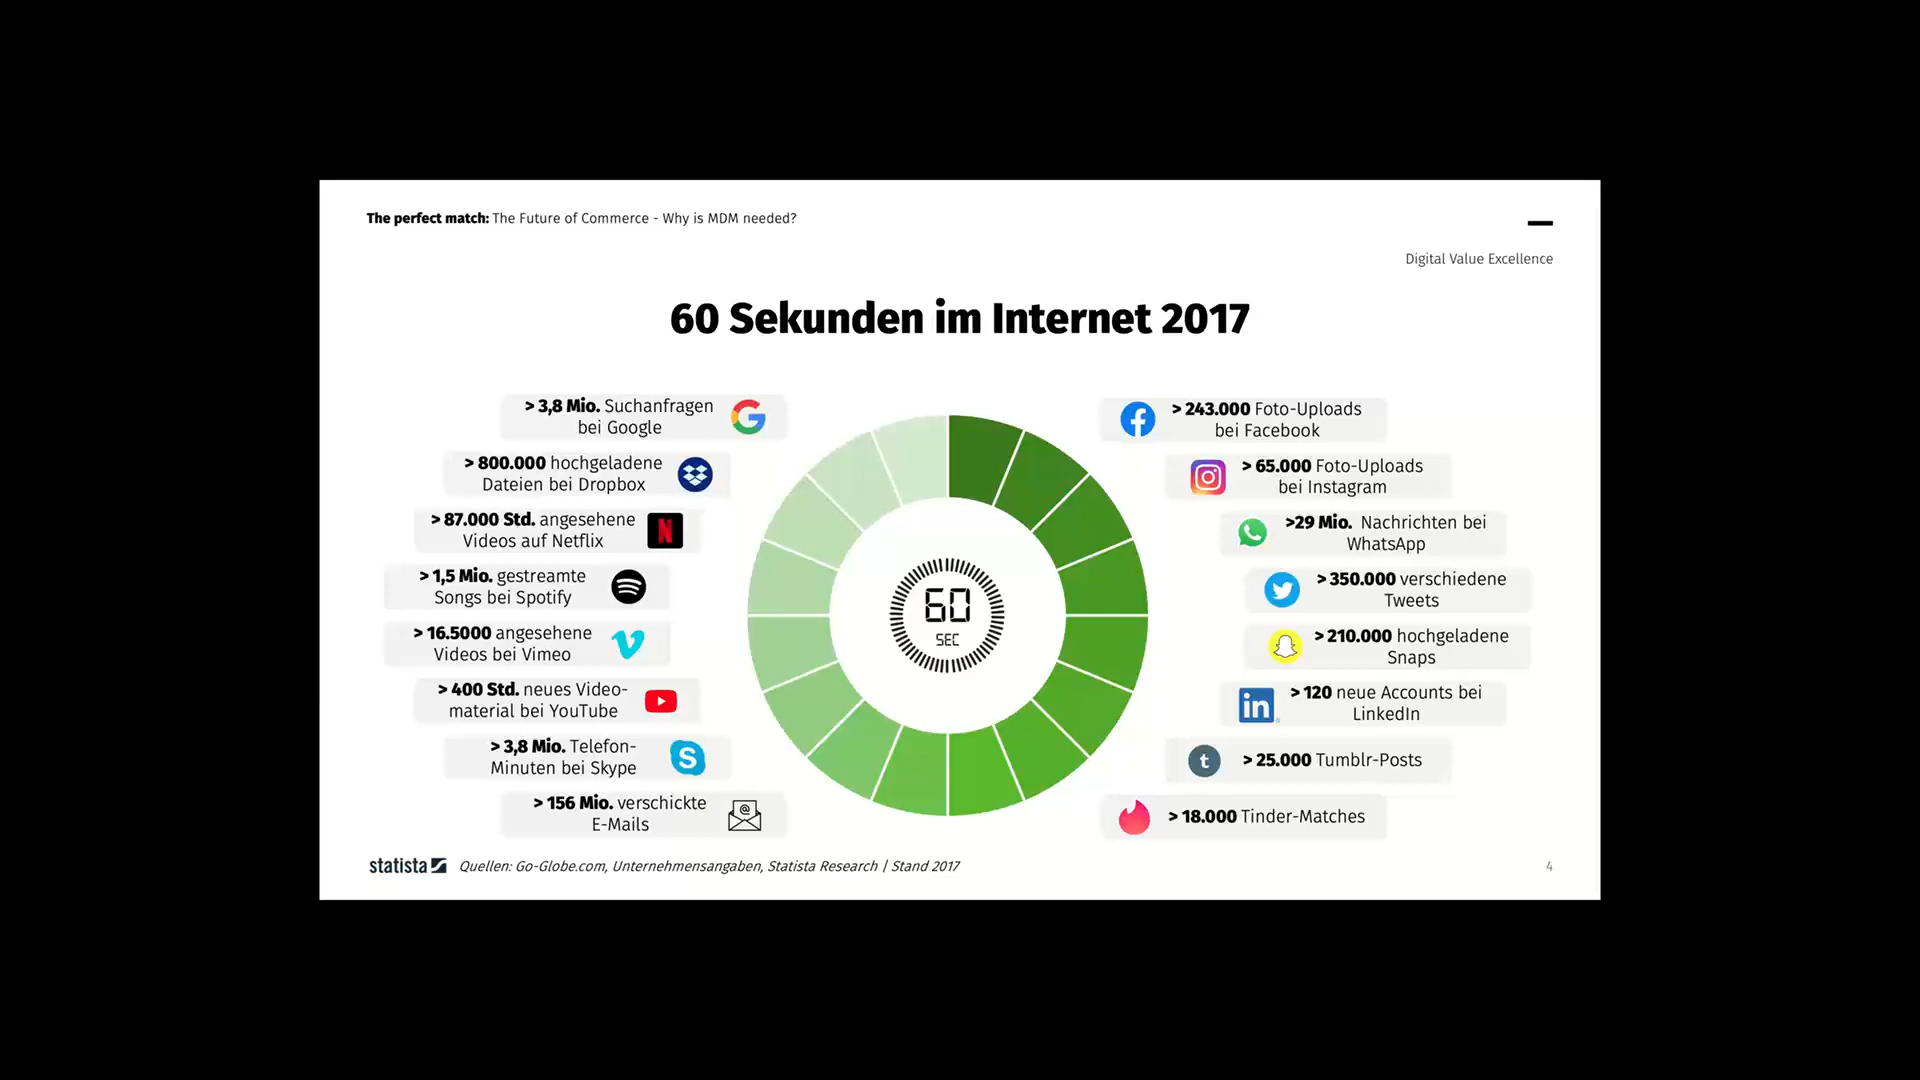 The perfect match: The Future of Commerce - Why is MDM needed?
Digital Value Excellence
60 Sekunden im Internet 2017
> 3,8 Mio. Suchanfragen
bei Google
> 800.000 hochgeladene
Dateien bei Dropbox
> 87.000 Std. angesehene
Videos auf Netflix
> 1,5 Mio. gestreamte
Songs bei Spotify
> 16.5000 angesehene
Videos bei Vimeo
> 400 Std. neues Video-
material bei YouTube
> 3,8 Mio. Telefon-
Minuten bei Skype
> 156 Mio. verschickte
E-Mails
60
SEC
> 243.000 Foto-Uploads
bei Facebook
> 65.000 Foto-Uploads
bei Instagram
>29 Mio. Nachrichten bei
WhatsApp
> 350.000 verschiedene
Tweets
> 210.000 hochgeladene
Snaps
> 120 neue Accounts bei
LinkedIn
> 25.000 Tumblr-Posts
> 18.000 Tinder-Matches
statista Quellen: Go-Globe.com, Unternehmensangaben, Statista Research | Stand 2017
4